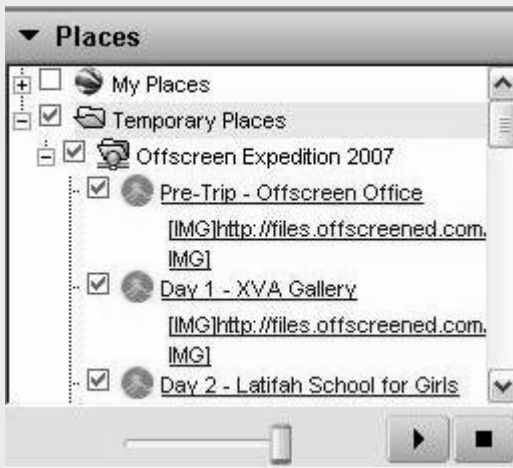 Places
My Places
Temporary Places
Offscreen Expedition 2007
Pre-Trip - Offscreen Office
[IMG]http://files.offscreened.com.
IMG]
Day 1 - XVA Gallery
[IMG]http://files.offscreened.com.
IMG]
Day 2 - Latifah School for Girls